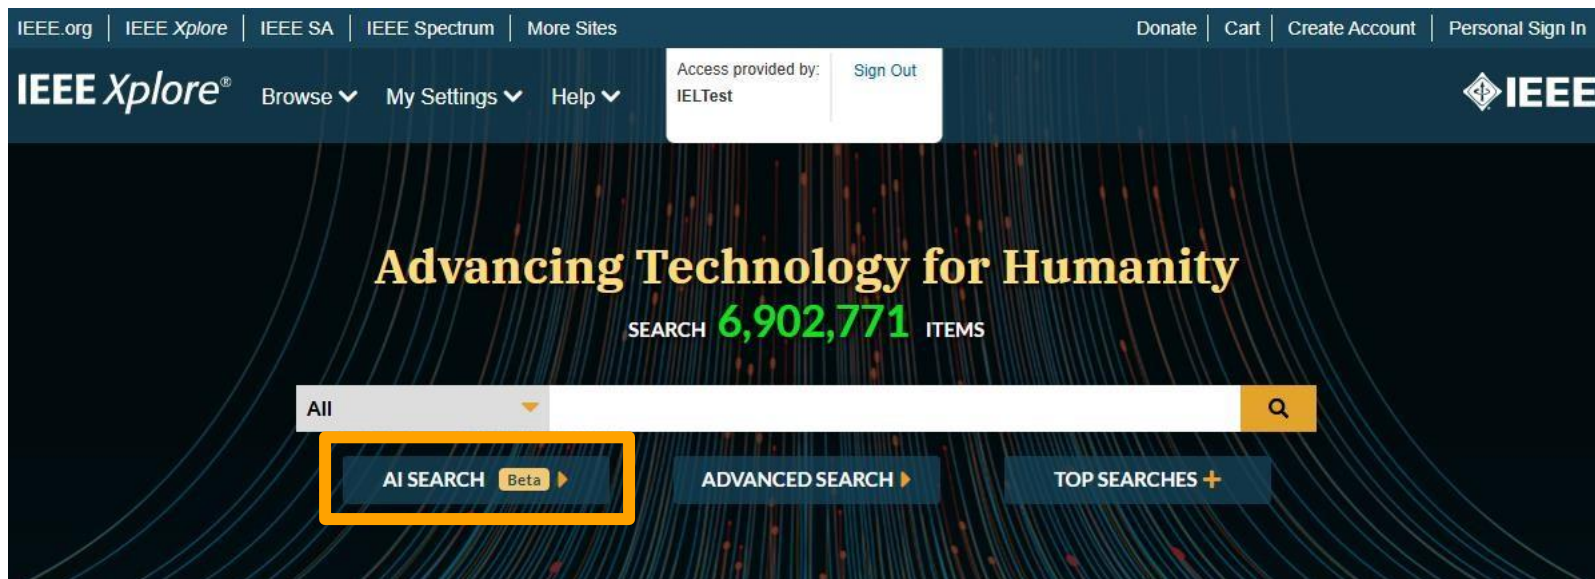 IEEE.org IEEE Xplore IEEE SA IEEE Spectrum More Sites Donate Cart Create Account Personal Sign In
IEEE Xplore® Browse My Settings Help Access provided by: Sign Out IEEE
IELTest
Advancing Technology for Humanity
SEARCH 6,902,771 ITEMS
All
AI SEARCH Beta ADVANCED SEARCH TOP SEARCHES